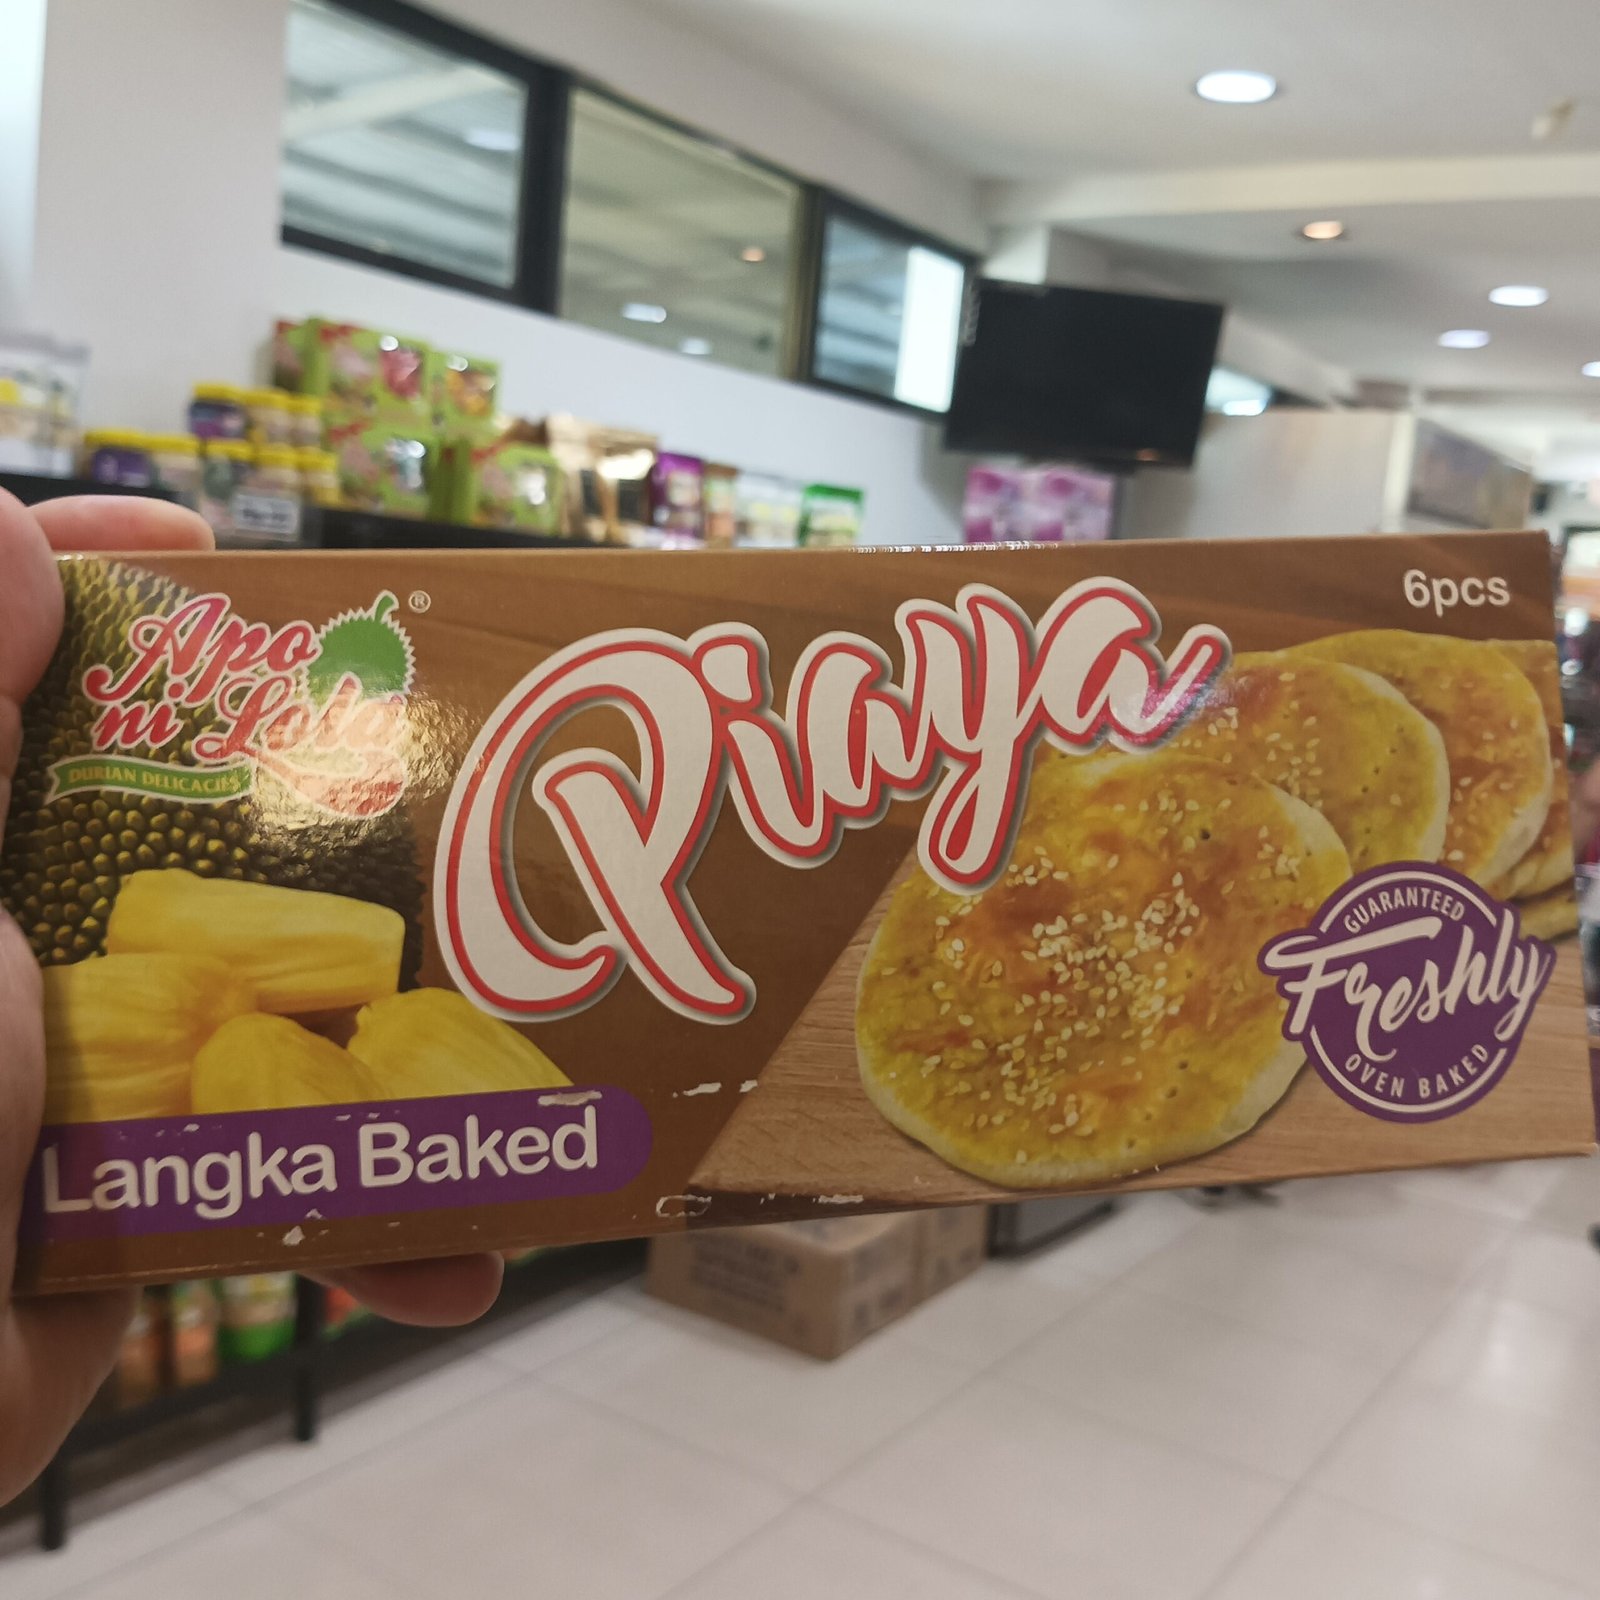 Apo
ni Lola®
DURIAN DELICACIES
Piaya
6pcs
GUARANTEED
Freshly
OVEN BAKED
Langka Baked